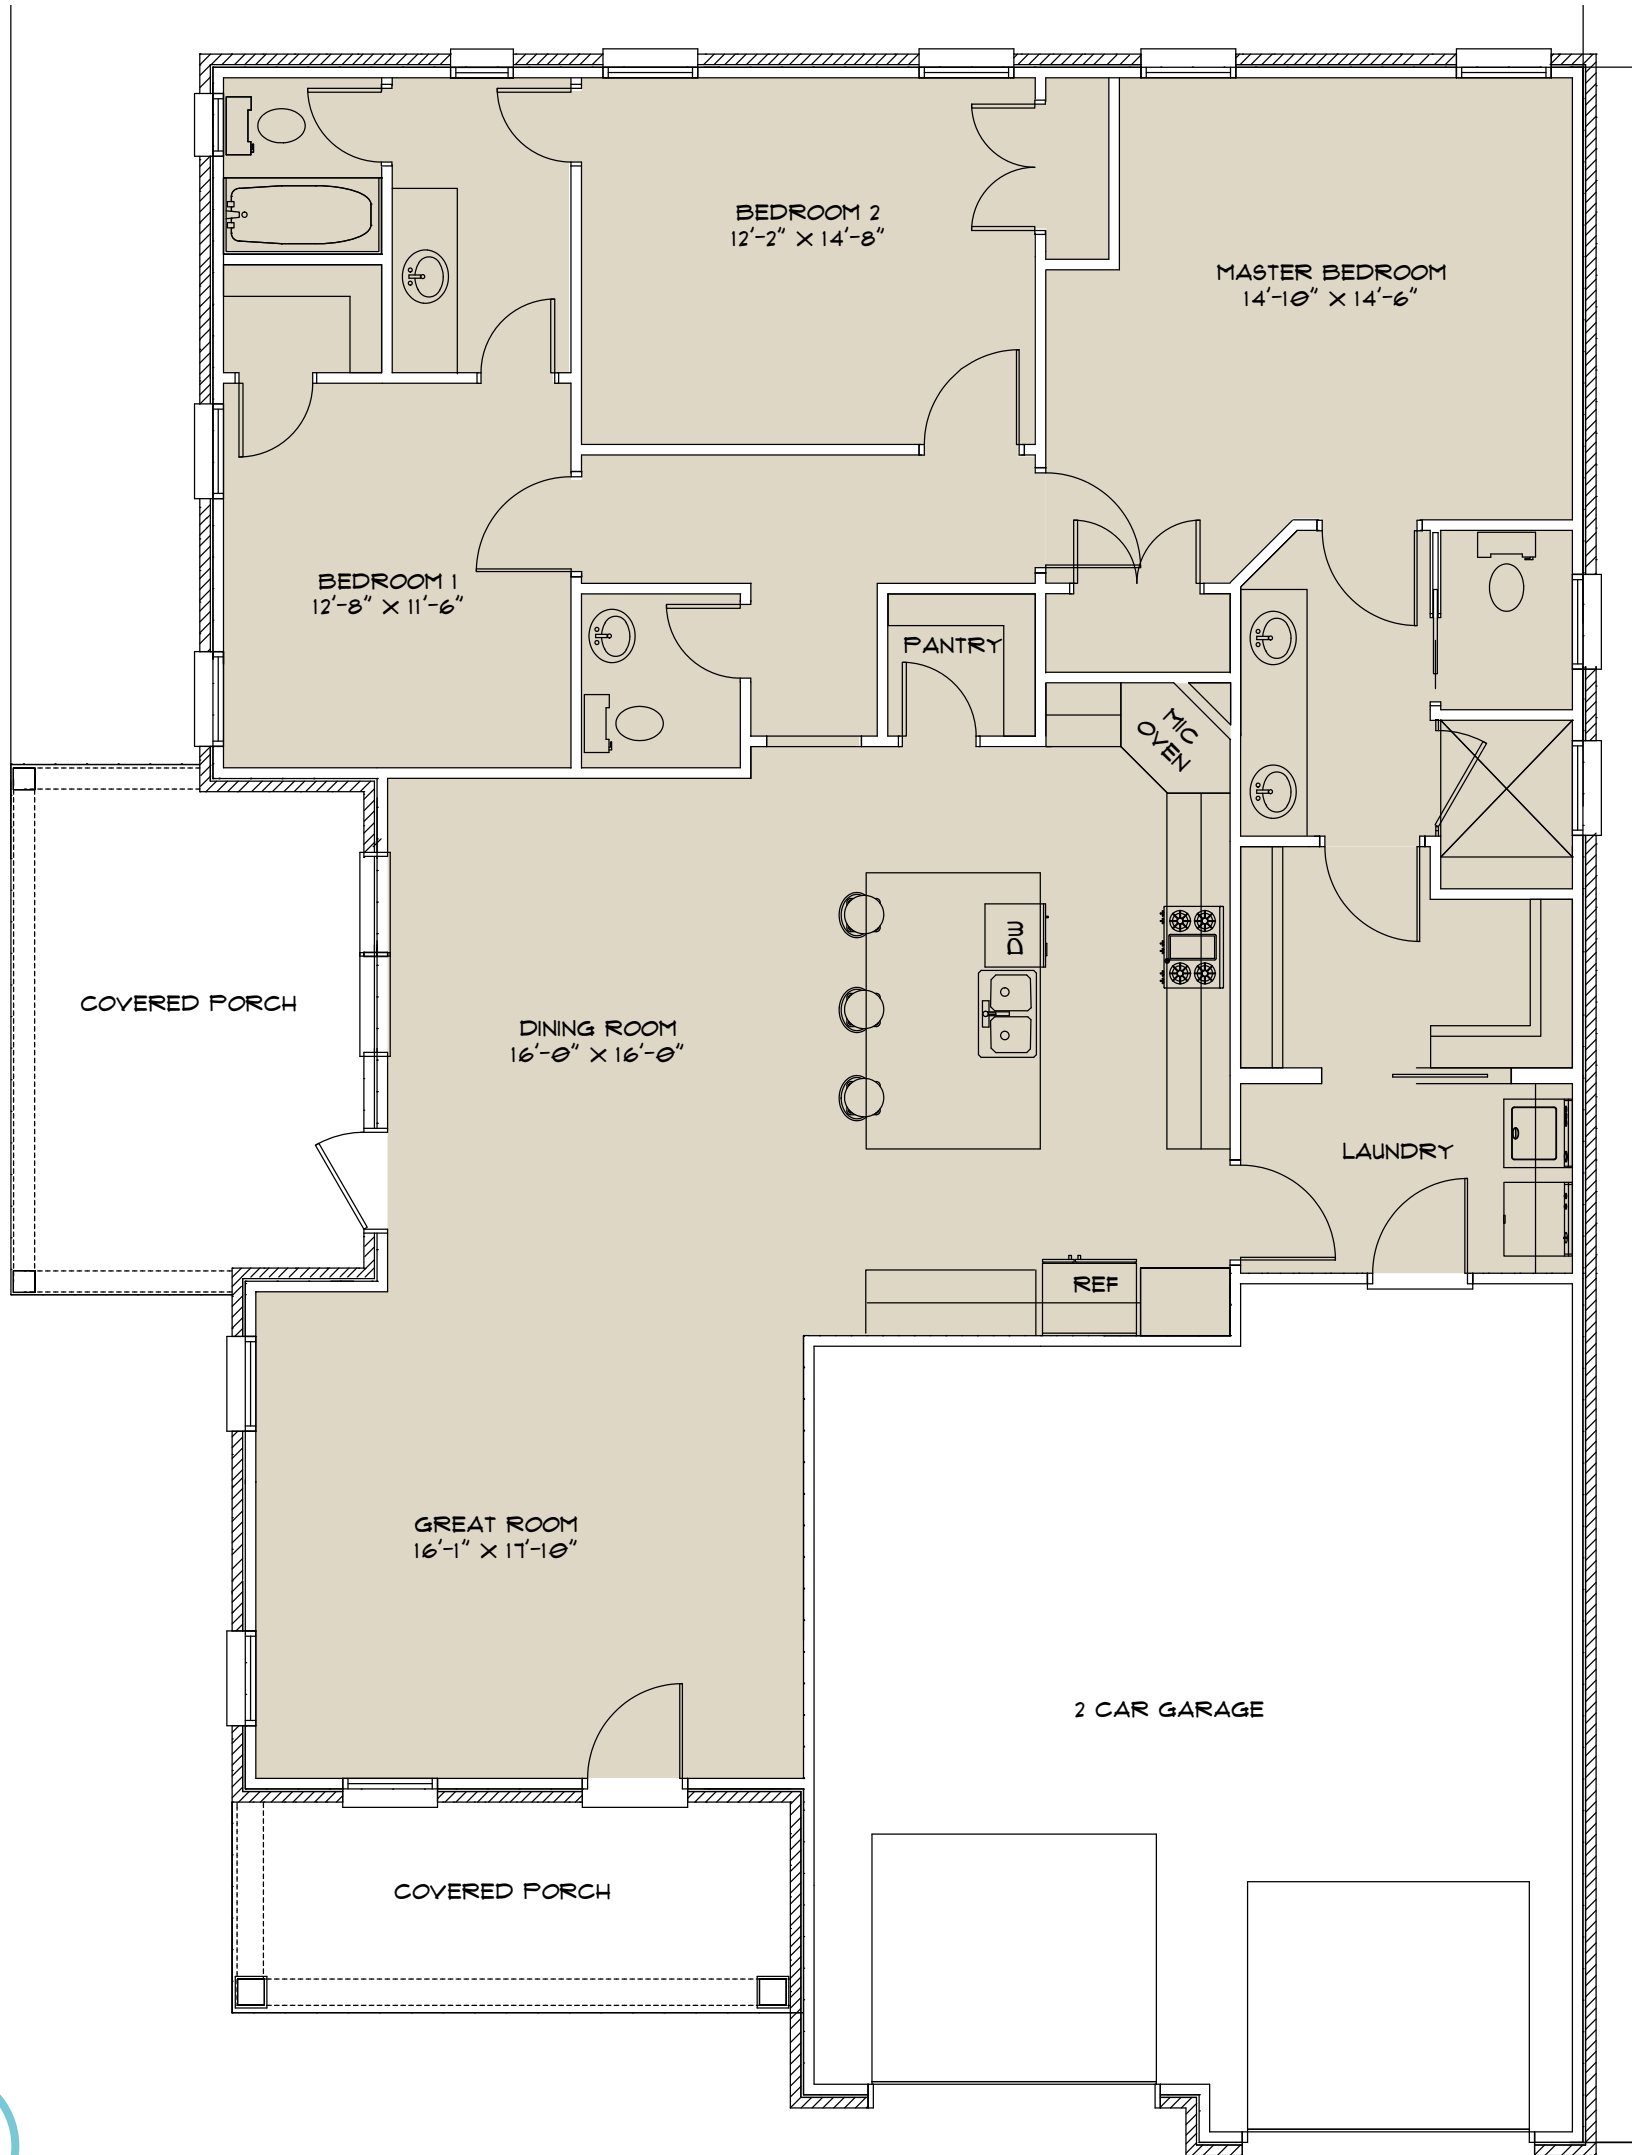 BEDROOM 2
12'-2" X 14'-8"
MASTER BEDROOM
14'-10" X 14'-6"
BEDROOM 1
12'-8" X 11'-6"
PANTRY
MIC
OVEN
DW
COVERED PORCH
DINING ROOM
16'-0" X 16'-0"
LAUNDRY
REF
GREAT ROOM
16'-1" X 17'-10"
2 CAR GARAGE
COVERED PORCH